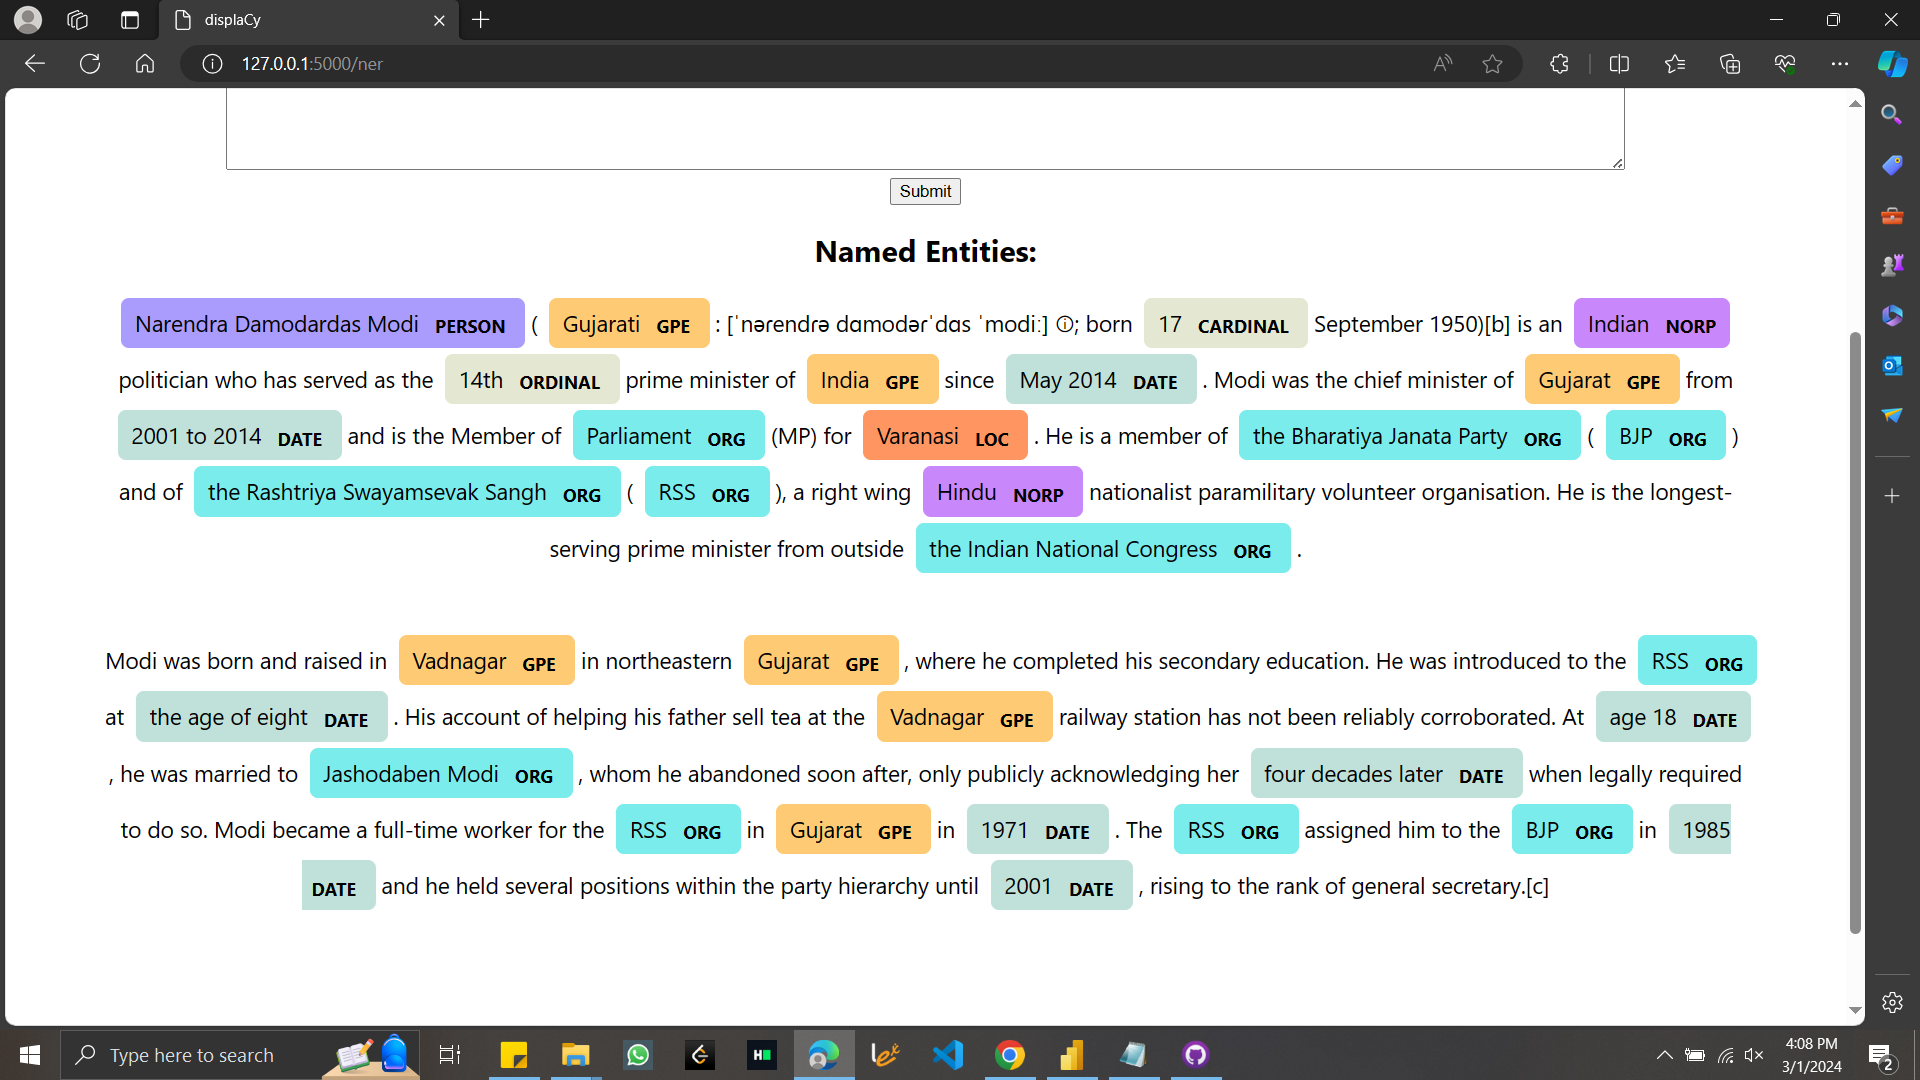 displaCy
127.0.0.1:5000/ner
Submit
Named Entities:
Narendra Damodardas Modi PERSON ( Gujarati GPE : [ˈnəɾendɾə dɑmodəɾˈdɑs ˈmodiː] ⓘ; born 17 CARDINAL September 1950)[b] is an Indian NORP
politician who has served as the 14th ORDINAL prime minister of India GPE since May 2014 DATE . Modi was the chief minister of Gujarat GPE from
2001 to 2014 DATE and is the Member of Parliament ORG (MP) for Varanasi LOC . He is a member of the Bharatiya Janata Party ORG ( BJP ORG )
and of the Rashtriya Swayamsevak Sangh ORG ( RSS ORG ), a right wing Hindu NORP nationalist paramilitary volunteer organisation. He is the longest-
serving prime minister from outside the Indian National Congress ORG .
Modi was born and raised in Vadnagar GPE in northeastern Gujarat GPE , where he completed his secondary education. He was introduced to the RSS ORG
at the age of eight DATE . His account of helping his father sell tea at the Vadnagar GPE railway station has not been reliably corroborated. At age 18 DATE
, he was married to Jashodaben Modi ORG , whom he abandoned soon after, only publicly acknowledging her four decades later DATE when legally required
to do so. Modi became a full-time worker for the RSS ORG in Gujarat GPE in 1971 DATE . The RSS ORG assigned him to the BJP ORG in 1985
DATE and he held several positions within the party hierarchy until 2001 DATE , rising to the rank of general secretary.[c]
Type here to search
4:08 PM
3/1/2024
2